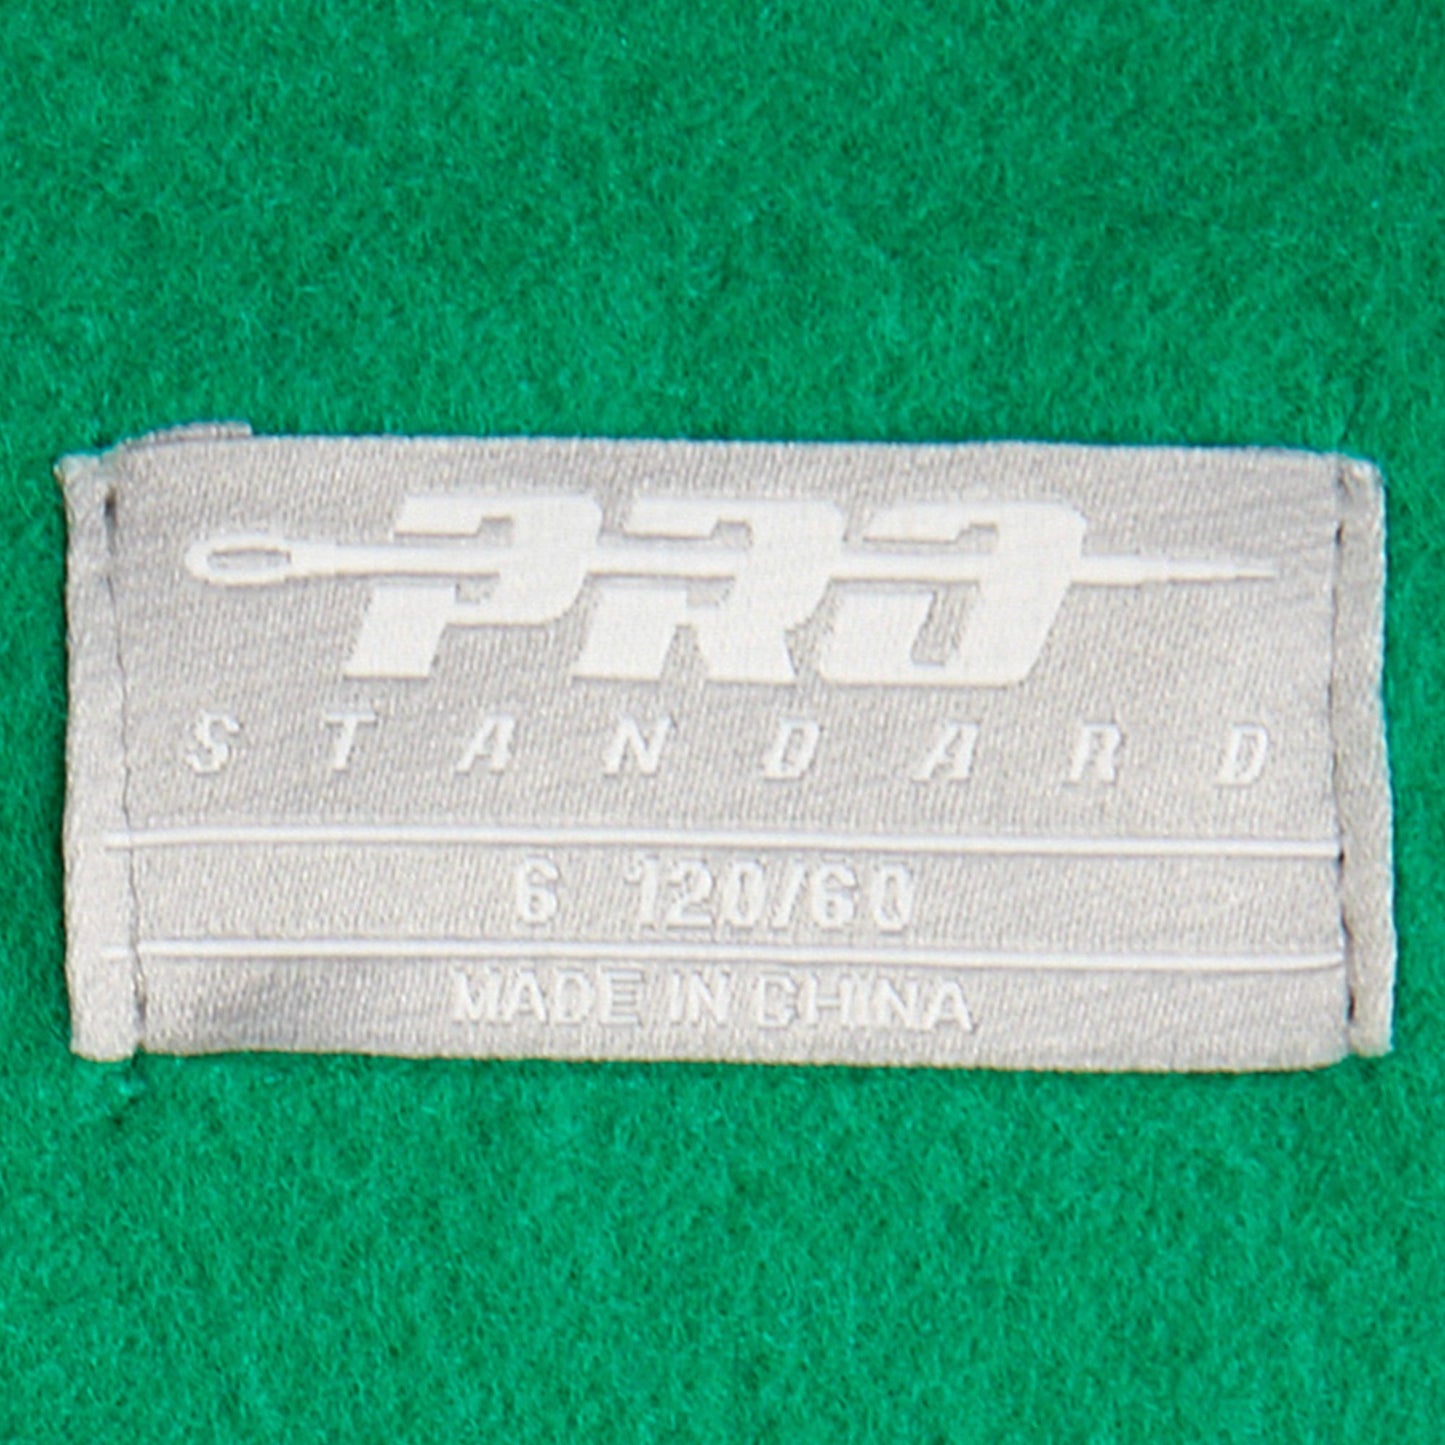 PRO
STANDARD
6 120/60
MADE IN CHINA